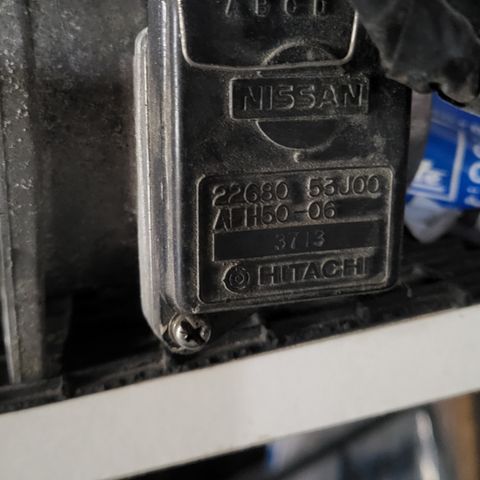 A B C D
NISSAN
22680 53J00
AFH50-06
3713
HITACHI